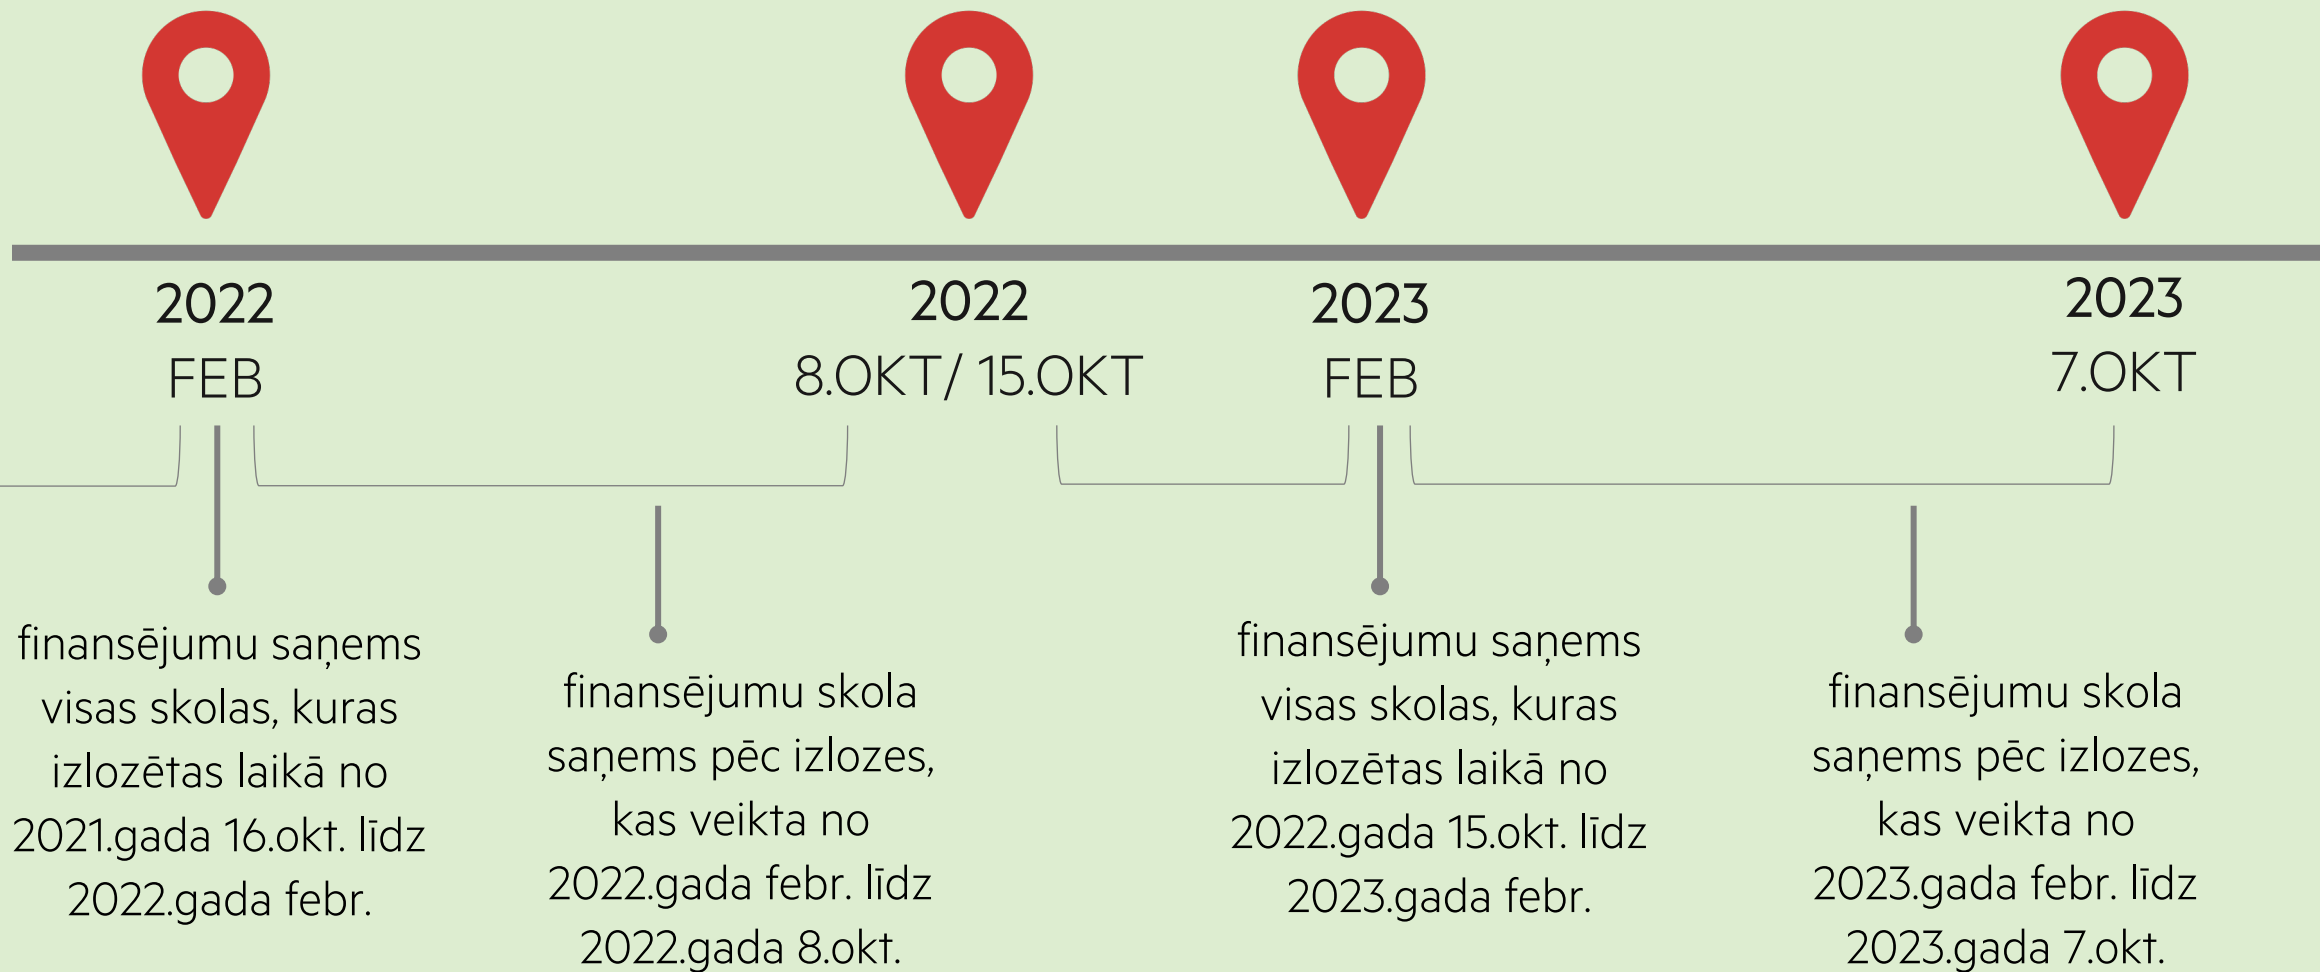 2022
FEB
2022
8.OKT/ 15.OKT
2023
FEB
2023
7.OKT
finansējumu saņems
visas skolas, kuras
izlozētas laikā no
2021.gada 16.okt. līdz
2022.gada febr.
finansējumu skola
saņems pēc izlozes,
kas veikta no
2022.gada febr. līdz
2022.gada 8.okt.
finansējumu saņems
visas skolas, kuras
izlozētas laikā no
2022.gada 15.okt. līdz
2023.gada febr.
finansējumu skola
saņems pēc izlozes,
kas veikta no
2023.gada febr. līdz
2023.gada 7.okt.